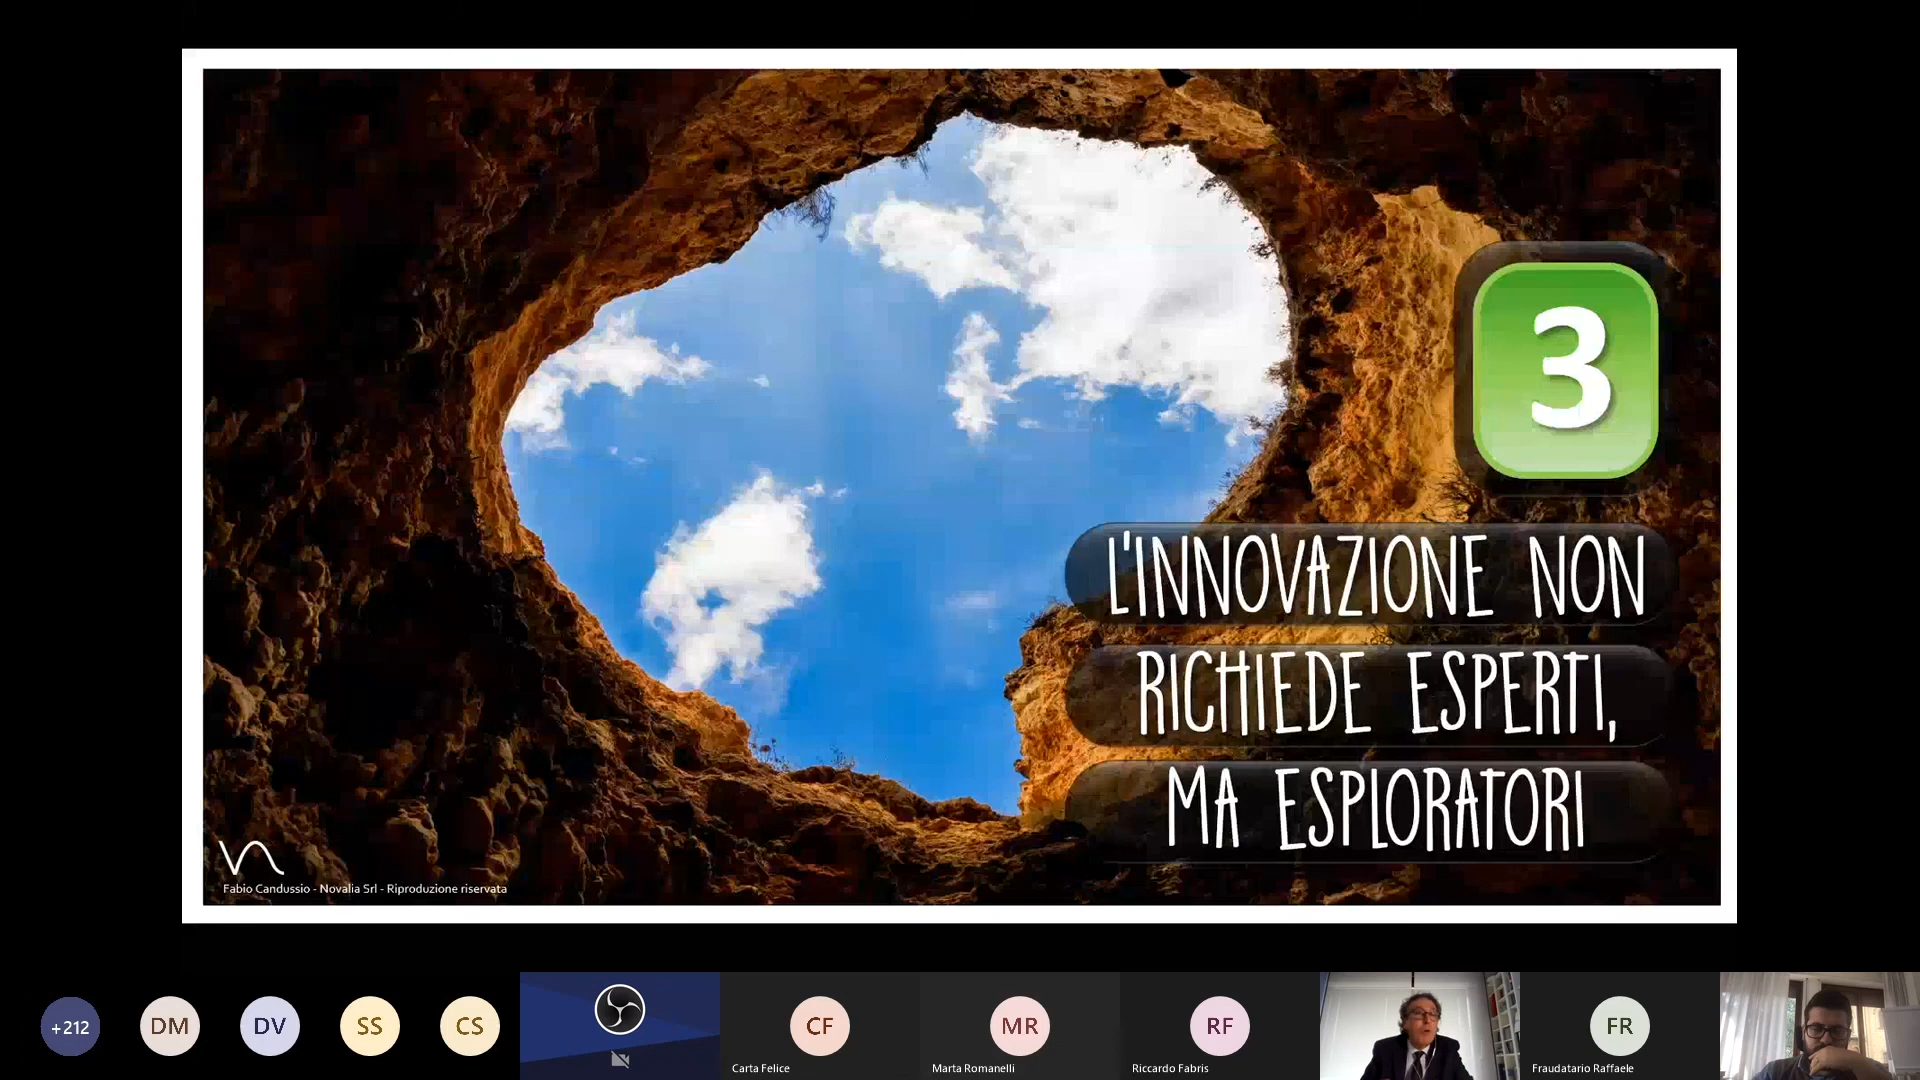 3
L'INNOVAZIONE NON
RICHIEDE ESPERTI,
MA ESPLORATORI
Fabio Candussio - Novalia Srl - Riproduzione riservata
+212
DM
DV
SS
CS
CF
Carta Felice
MR
Marta Romanelli
RF
Riccardo Fabris
FR
Fraudatario Raffaele